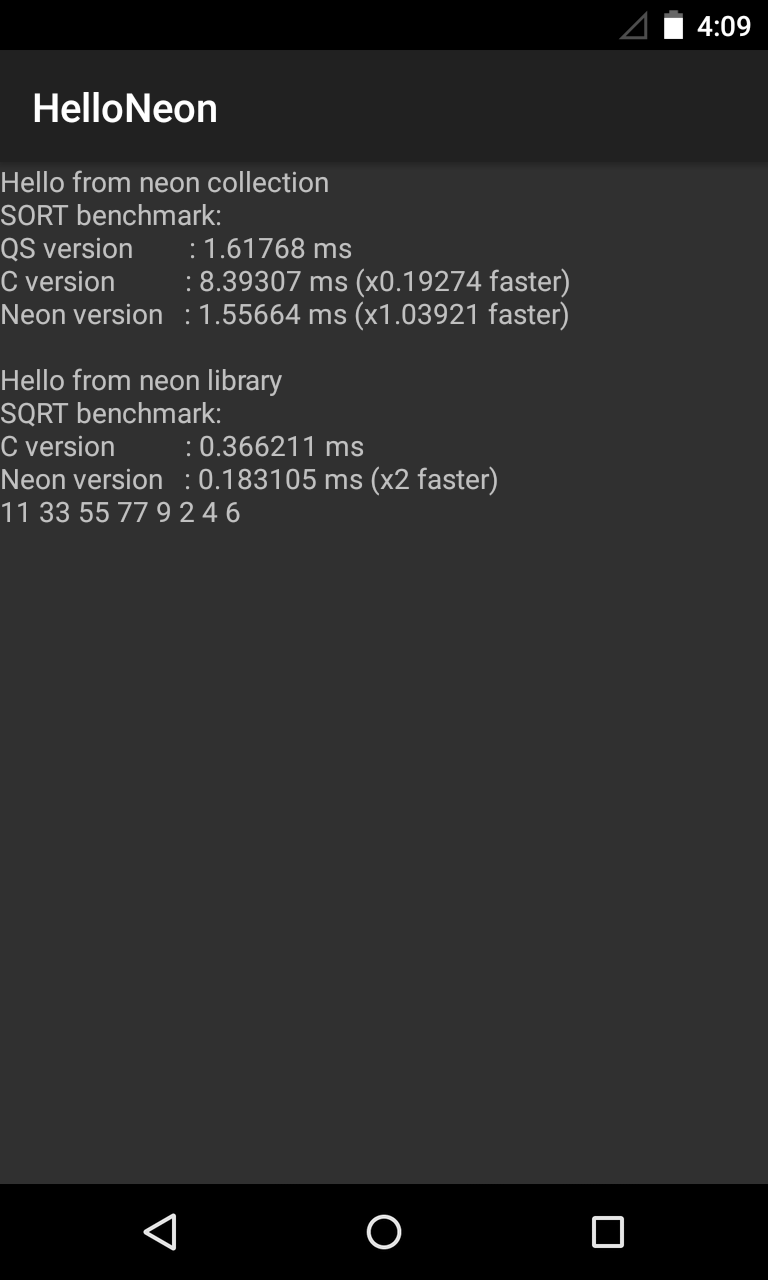 4:09
HelloNeon
Hello from neon collection
SORT benchmark:
QS version : 1.61768 ms
C version : 8.39307 ms (x0.19274 faster)
Neon version : 1.55664 ms (x1.03921 faster)
Hello from neon library
SQRT benchmark:
C version : 0.366211 ms
Neon version : 0.183105 ms (x2 faster)
11 33 55 77 9 2 4 6